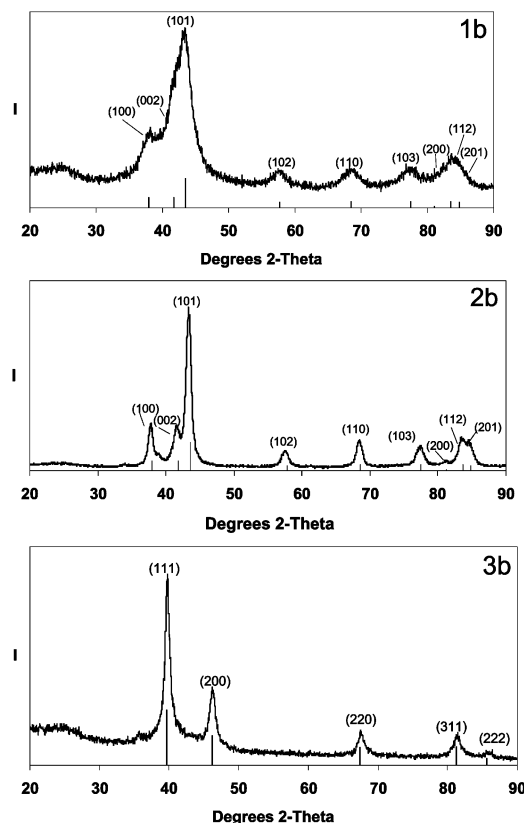 1b
(101)
(002)
(100)
I
(102)
(110)
(103)
(200)
(112)
(201)
20 30 40 50 60 70 80 90
Degrees 2-Theta
2b
(101)
(100)
(002)
I
(102)
(110)
(103)
(200)
(112)
(201)
20 30 40 50 60 70 80 90
Degrees 2-Theta
3b
(111)
I
(200)
(220)
(311)
(222)
20 30 40 50 60 70 80 90
Degrees 2-Theta